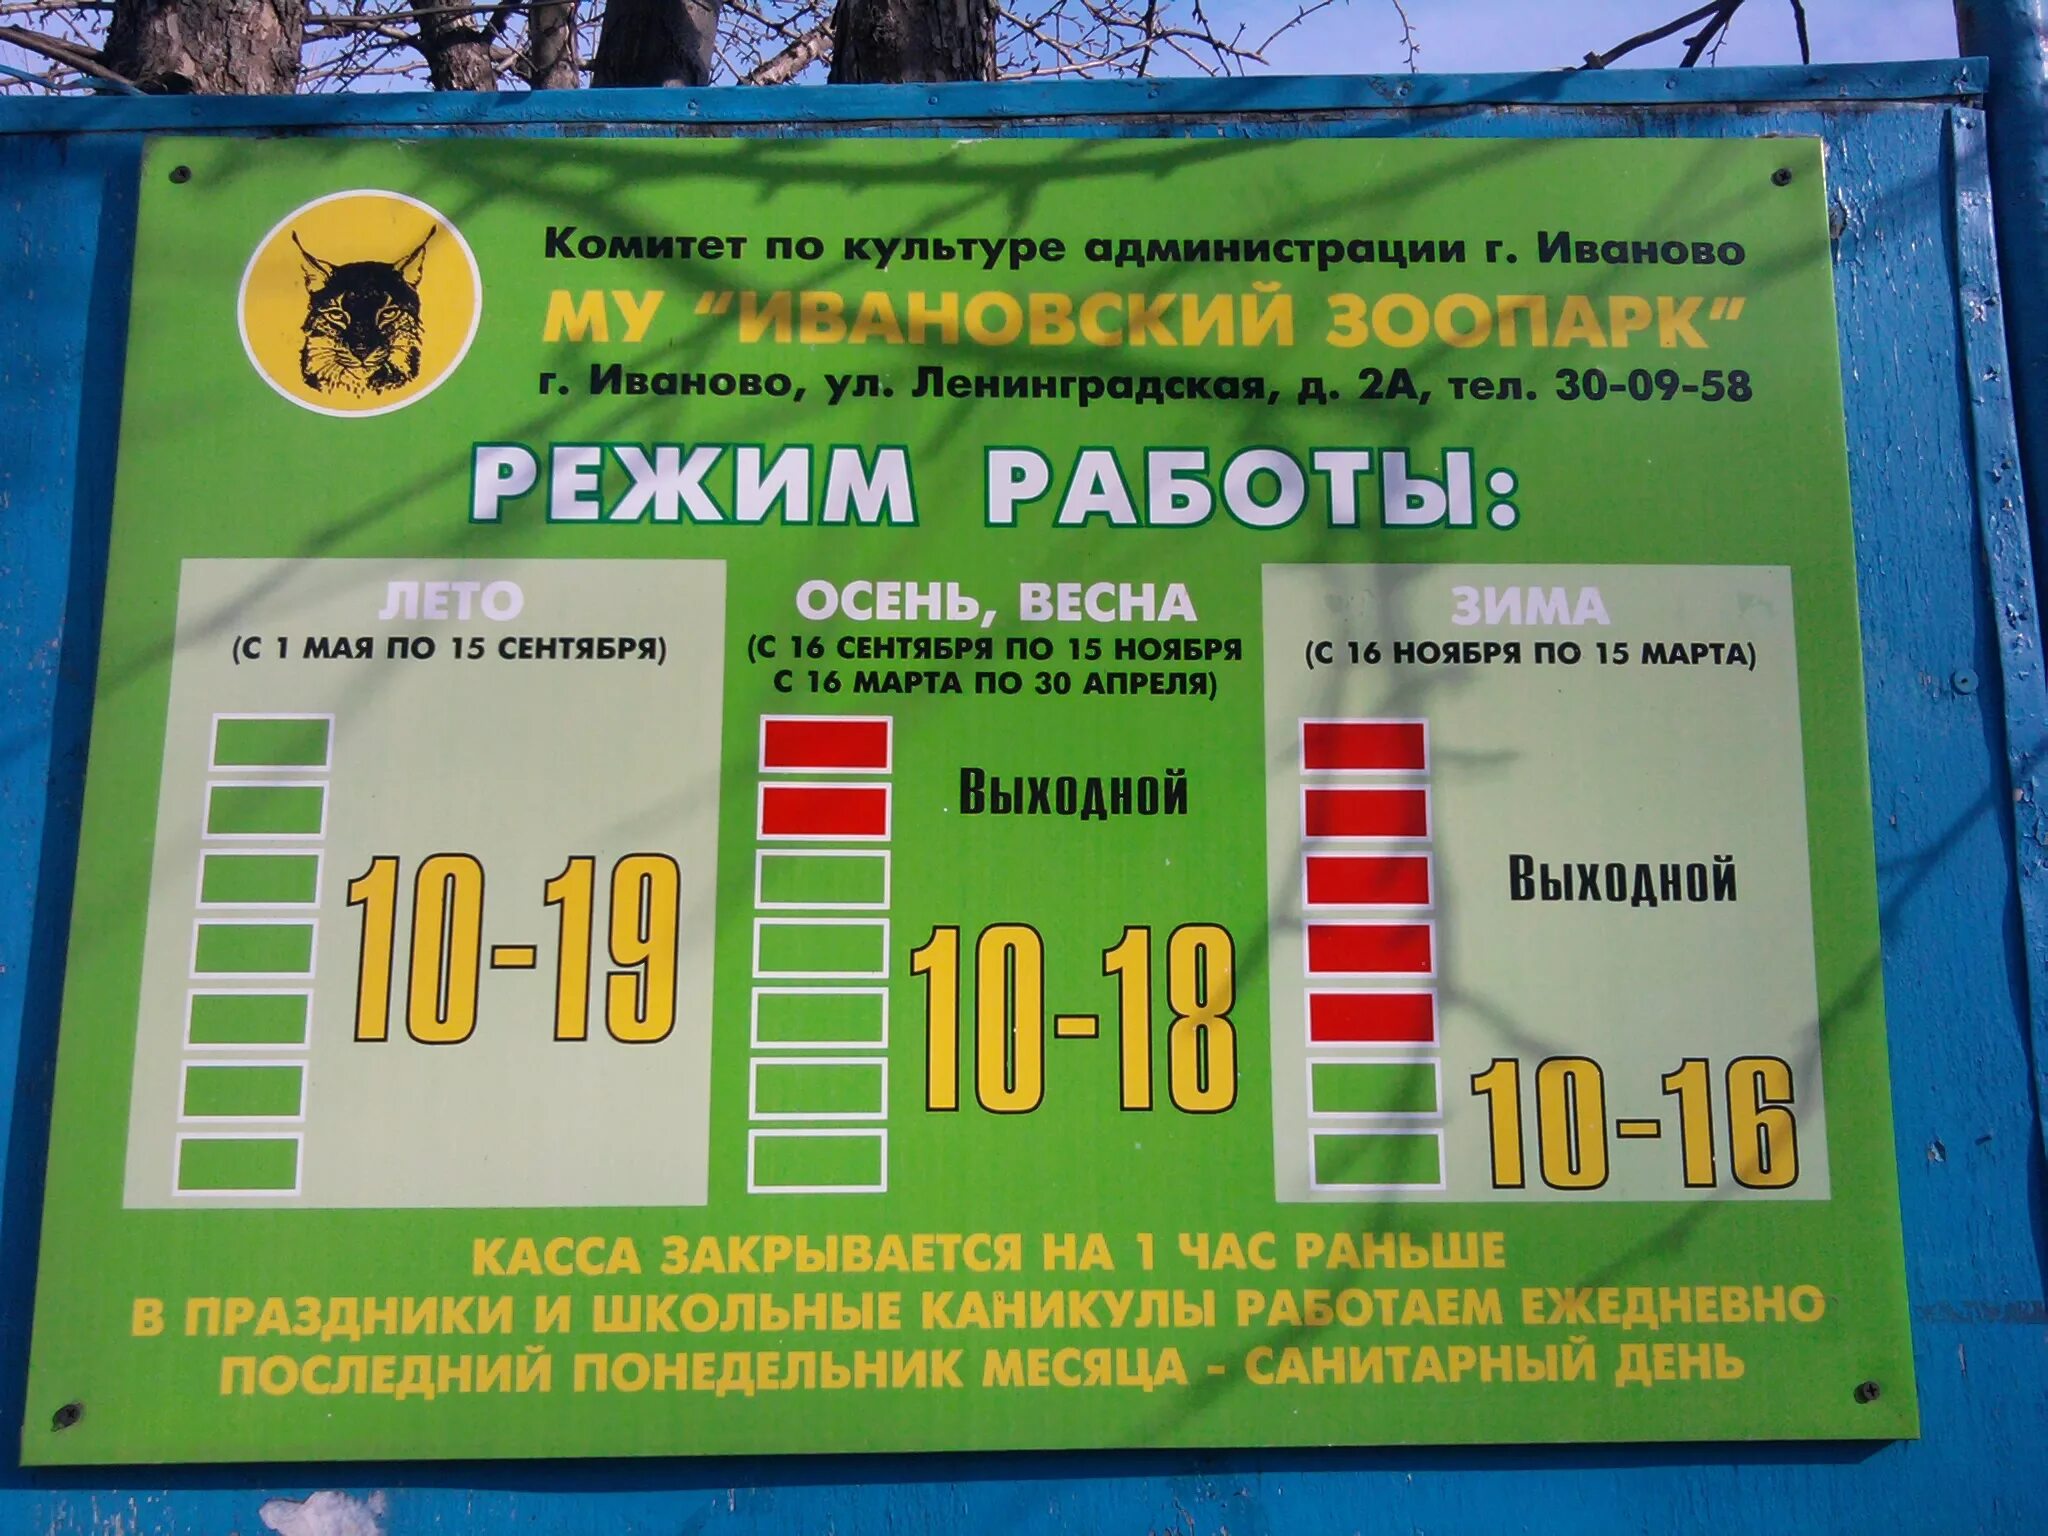 Комитет по культуре администрации г. Иваново
МУ "ИВАНОВСКИЙ ЗООПАРК"
г. Иваново, ул. Ленинградская, д. 2А, тел. 30-09-58
РЕЖИМ РАБОТЫ:
ЛЕТО
(С 1 МАЯ ПО 15 СЕНТЯБРЯ)
10-19
ОСЕНЬ, ВЕСНА
(С 16 СЕНТЯБРЯ ПО 15 НОЯБРЯ
С 16 МАРТА ПО 30 АПРЕЛЯ)
Выходной
10-18
ЗИМА
(С 16 НОЯБРЯ ПО 15 МАРТА)
Выходной
10-16
КАССА ЗАКРЫВАЕТСЯ НА 1 ЧАС РАНЬШЕ
В ПРАЗДНИКИ И ШКОЛЬНЫЕ КАНИКУЛЫ РАБОТАЕМ ЕЖЕДНЕВНО
ПОСЛЕДНИЙ ПОНЕДЕЛЬНИК МЕСЯЦА - САНИТАРНЫЙ ДЕНЬ